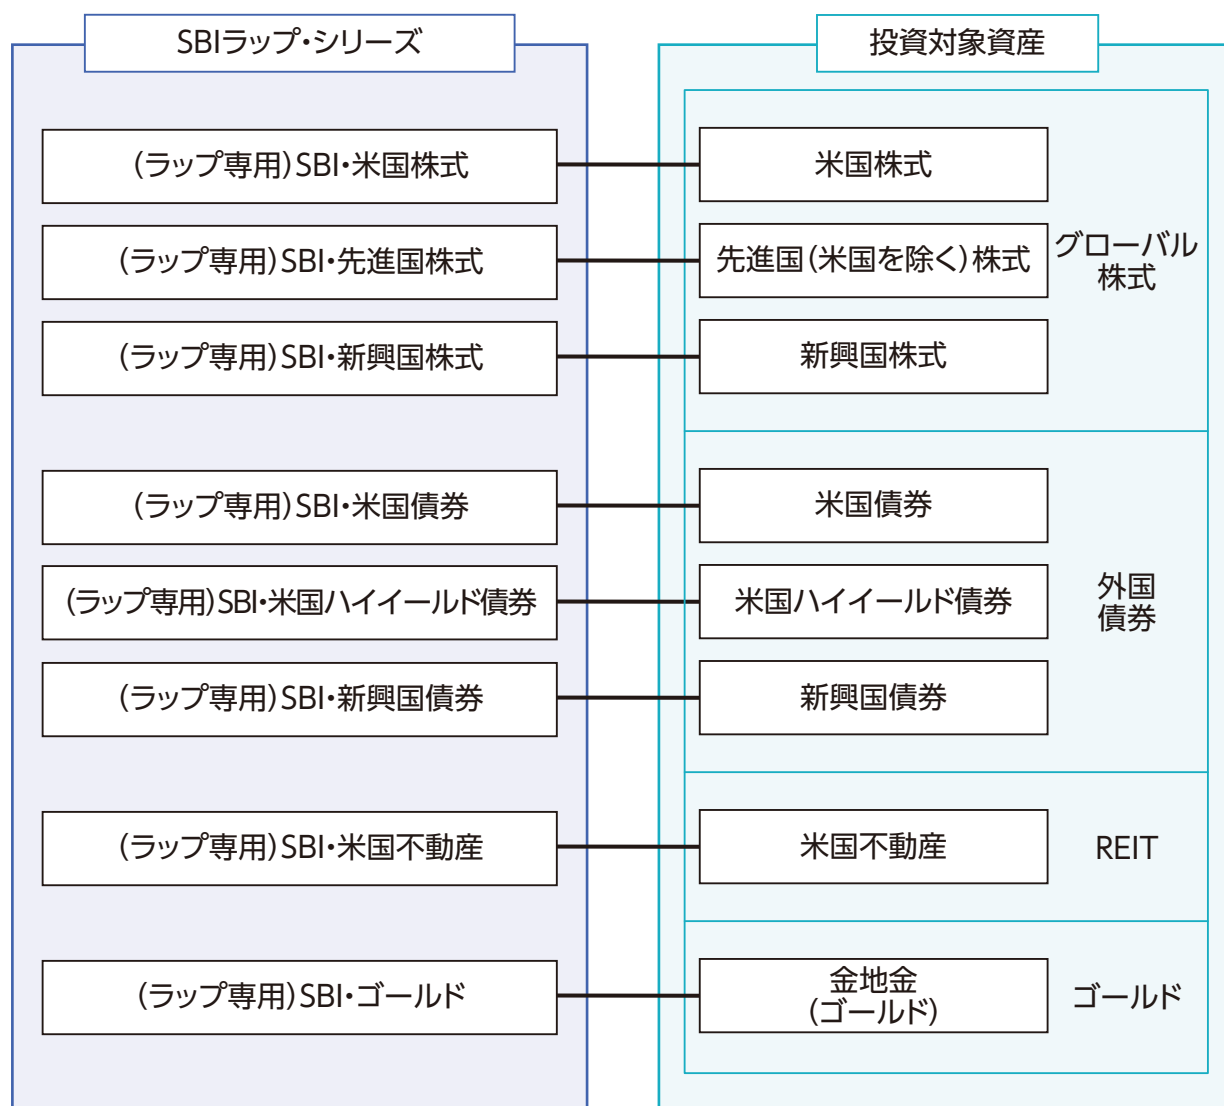 SBIラップ・シリーズ
投資対象資産
(ラップ専用)SBI・米国株式
米国株式
(ラップ専用)SBI・先進国株式
先進国(米国を除く)株式
(ラップ専用)SBI・新興国株式
新興国株式
グローバル
株式
(ラップ専用)SBI・米国債券
米国債券
(ラップ専用)SBI・米国ハイイールド債券
米国ハイイールド債券
(ラップ専用)SBI・新興国債券
新興国債券
外国
債券
(ラップ専用)SBI・米国不動産
米国不動産
REIT
(ラップ専用)SBI・ゴールド
金地金
(ゴールド)
ゴールド